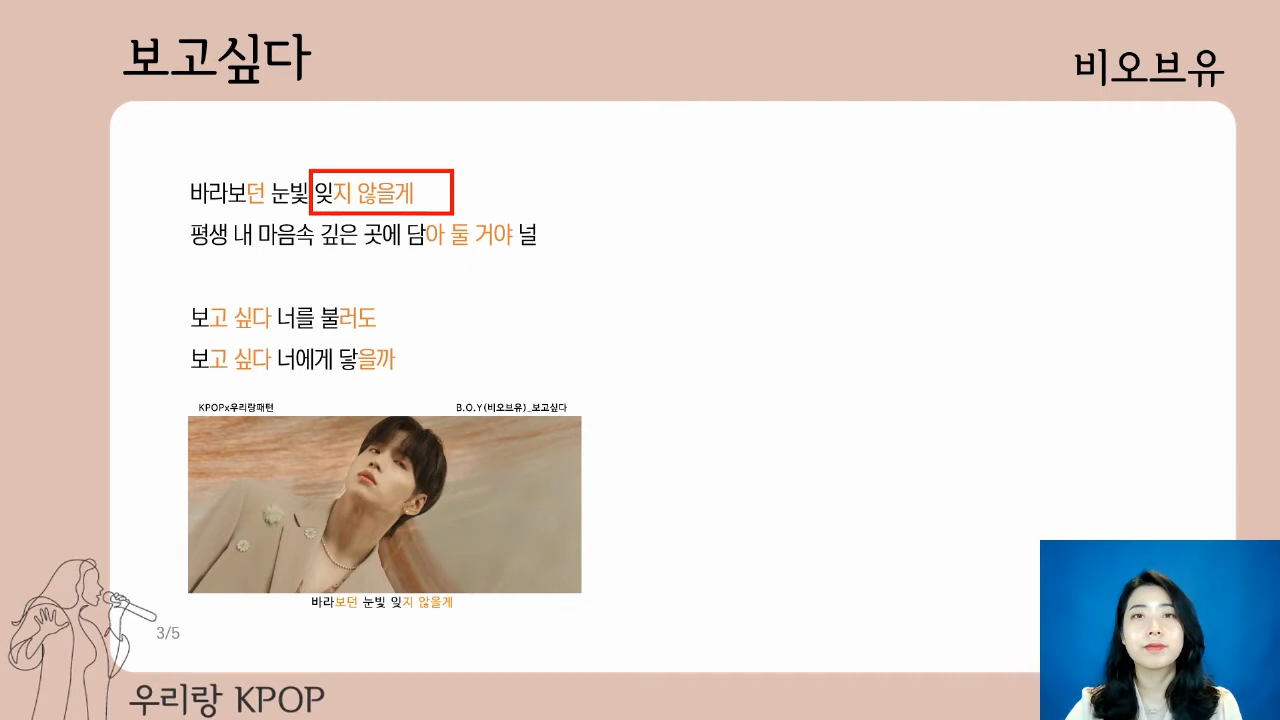 보고싶다
비오브유
바라보던 눈빛 잊지 않을게
평생 내 마음속 깊은 곳에 담아 둘 거야 널
보고 싶다 너를 불러도
보고 싶다 너에게 닿을까
KPOPx우리랑패턴
B.O.Y(비오브유)_보고싶다
바라보던 눈빛 잊지 않을게
3/5
우리랑 KPOP